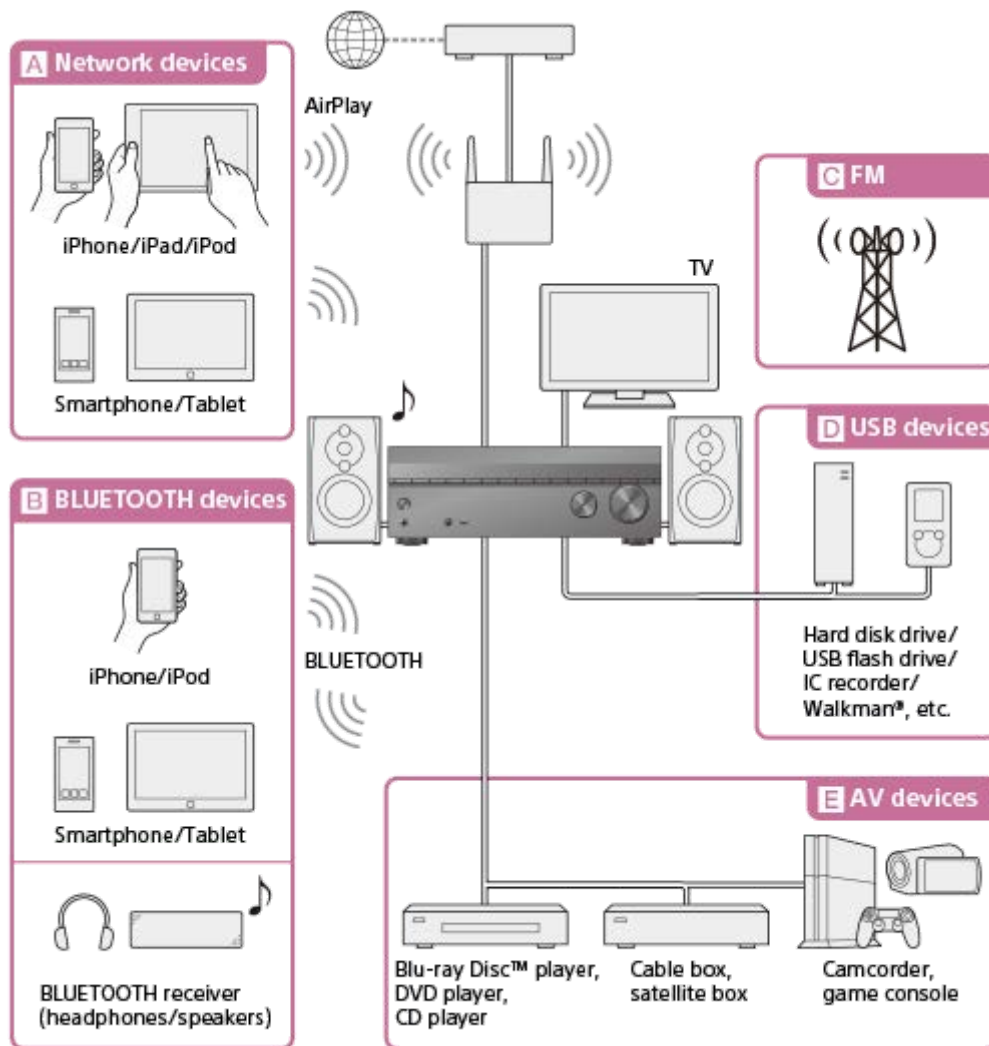 A Network devices
iPhone/iPad/iPod
Smartphone/Tablet
B BLUETOOTH devices
iPhone/iPod
Smartphone/Tablet
BLUETOOTH receiver
(headphones/speakers)
AirPlay
TV
BLUETOOTH
C FM
D USB devices
Hard disk drive/
USB flash drive/
IC recorder/
Walkman®, etc.
E AV devices
Blu-ray Disc™ player,
DVD player,
CD player
Cable box,
satellite box
Camcorder,
game console